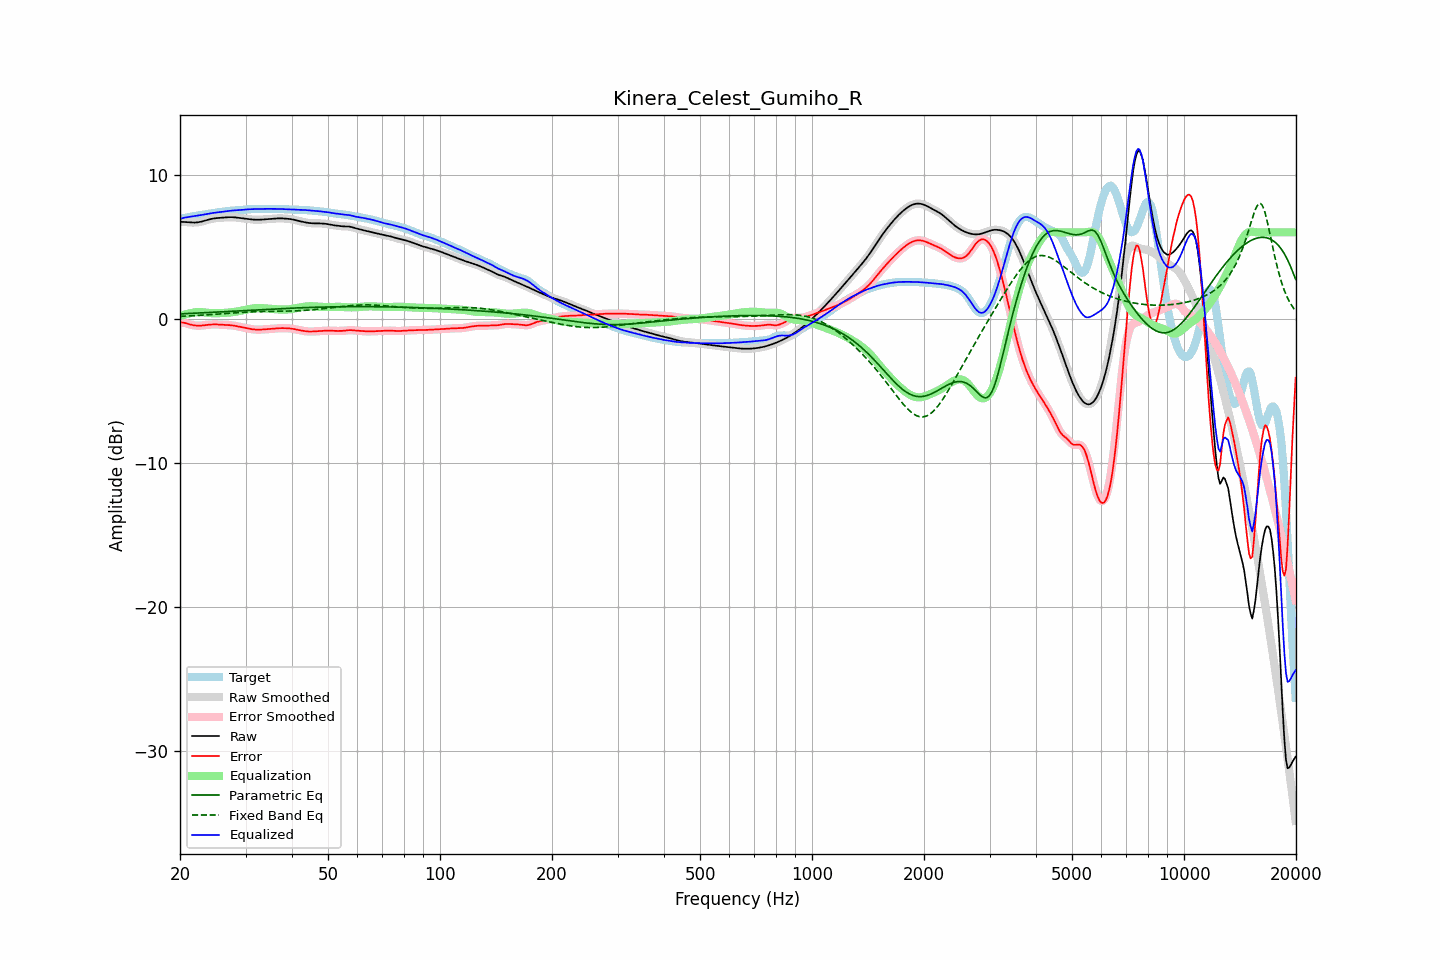 Kinera_Celest_Gumiho_R
Amplitude (dBr)
10
0
−10
−20
−30
Target
Raw Smoothed
Error Smoothed
Raw
Error
Equalization
Parametric Eq
Fixed Band Eq
Equalized
20 50 100 200 500 1000 2000 5000 10000 20000
Frequency (Hz)